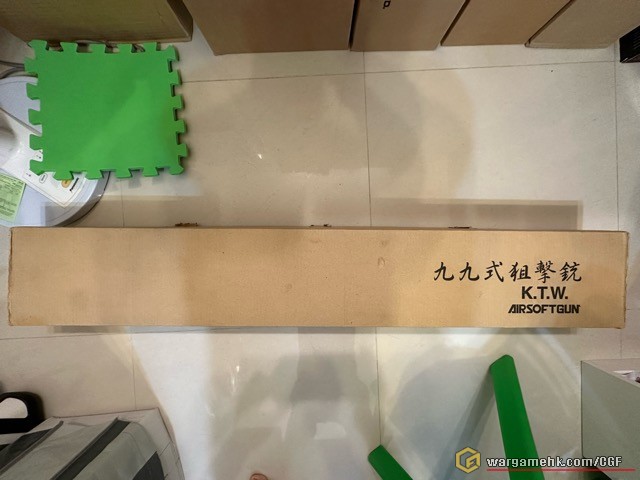 九九式狙擊銃
K.T.W.
AIRSOFTGUN
wargamehk.com/CGF